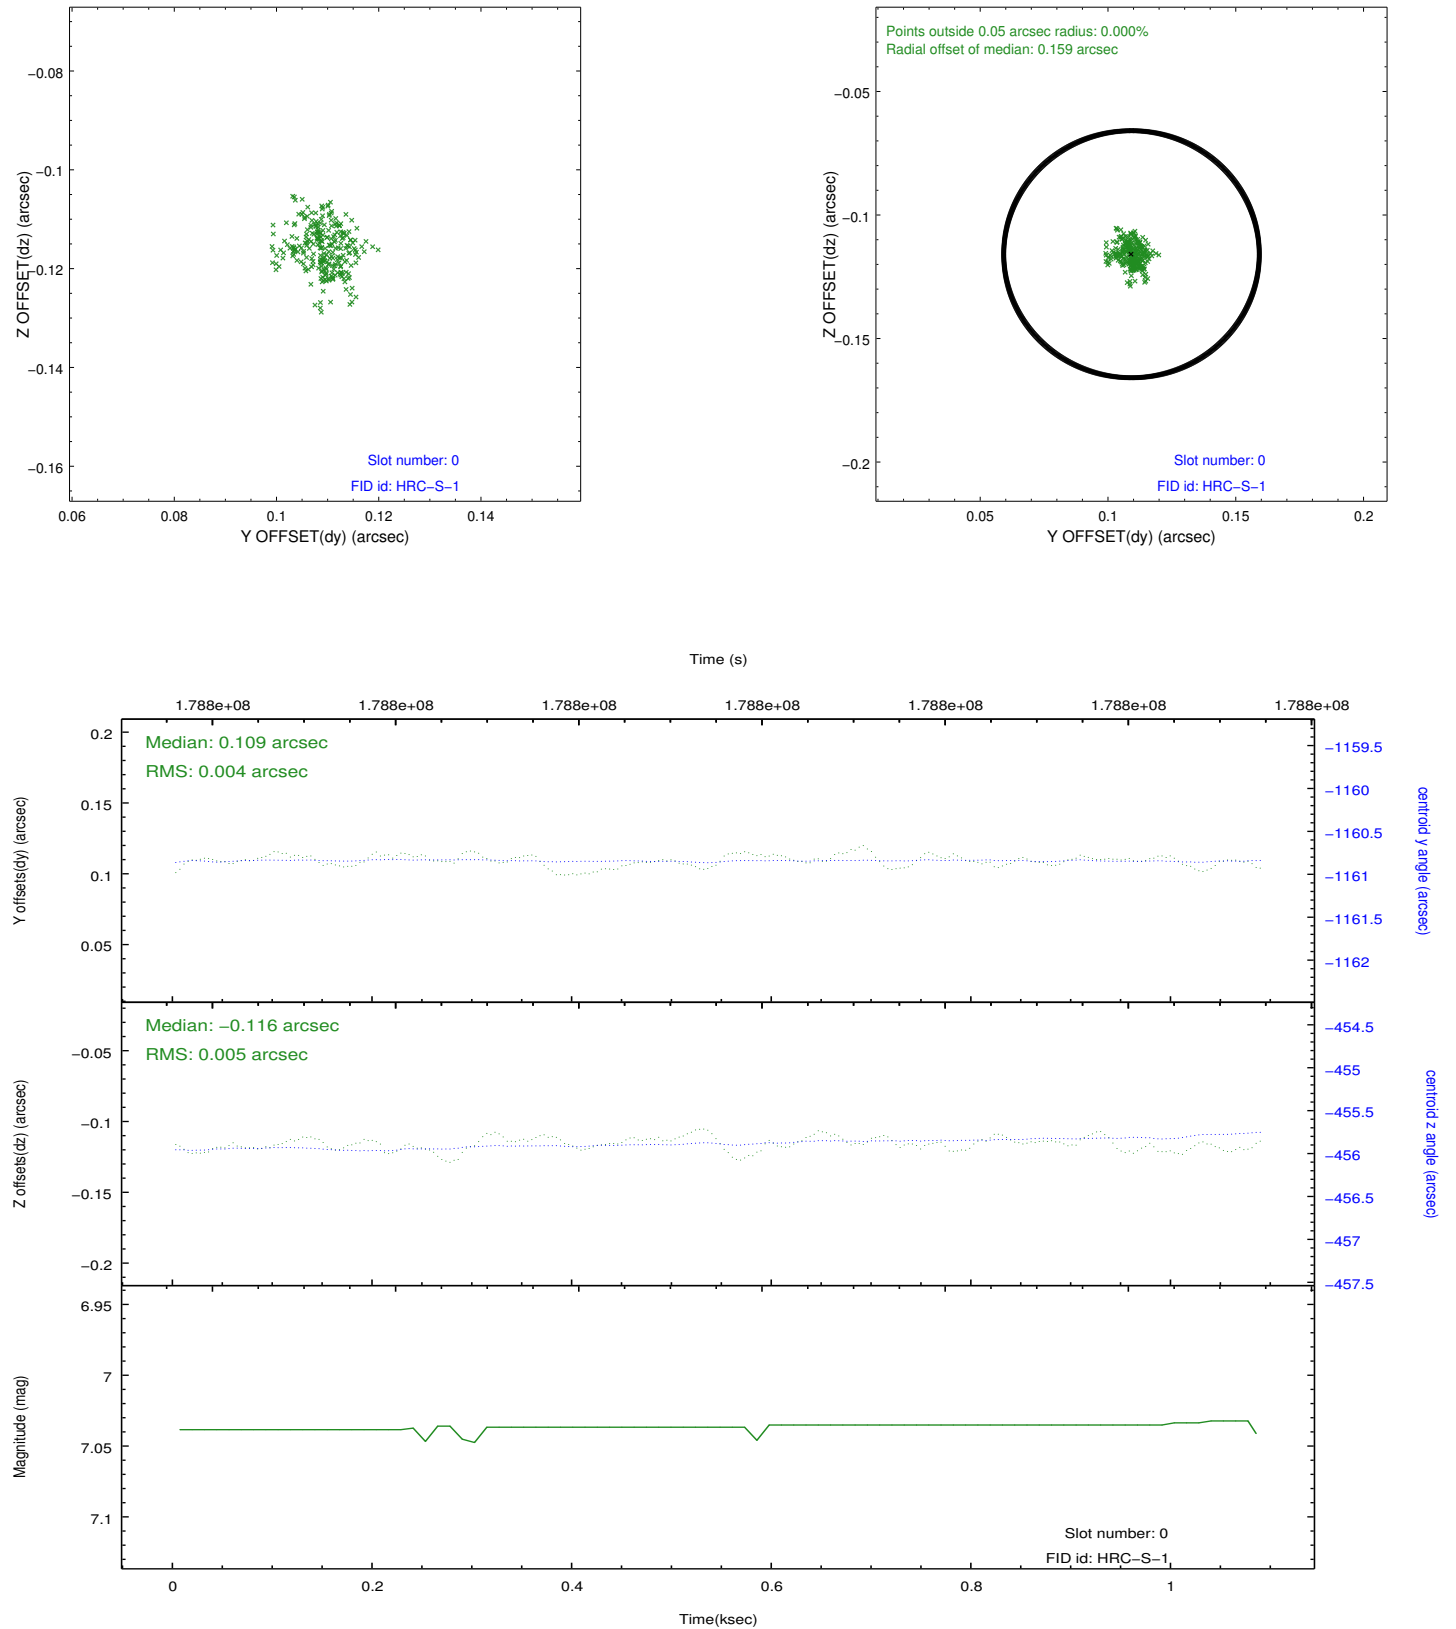 −0.08
−0.1
−0.12
−0.14
−0.16
Z OFFSET(dz) (arcsec)
Slot number: 0
FID id: HRC−S−1
0.06 0.08 0.1 0.12 0.14
Y OFFSET(dy) (arcsec)
Points outside 0.05 arcsec radius: 0.000%
Radial offset of median: 0.159 arcsec
−0.05
−0.1
−0.15
−0.2
Z OFFSET(dz) (arcsec)
Slot number: 0
FID id: HRC−S−1
0.05 0.1 0.15 0.2
Y OFFSET(dy) (arcsec)
Time (s)
1.788e+08 1.788e+08 1.788e+08 1.788e+08 1.788e+08 1.788e+08 1.788e+08
Median: 0.109 arcsec
RMS: 0.004 arcsec
0.2
0.15
0.1
0.05
Y offsets(dy) (arcsec)
−1159.5
−1160
−1160.5
−1161
−1161.5
−1162
centroid y angle (arcsec)
Median: −0.116 arcsec
RMS: 0.005 arcsec
−0.05
−0.1
−0.15
−0.2
Z offsets(dz) (arcsec)
−454.5
−455
−455.5
−456
−456.5
−457
−457.5
centroid z angle (arcsec)
6.95
7
7.05
7.1
Magnitude (mag)
Slot number: 0
FID id: HRC−S−1
0 0.2 0.4 0.6 0.8 1
Time(ksec)